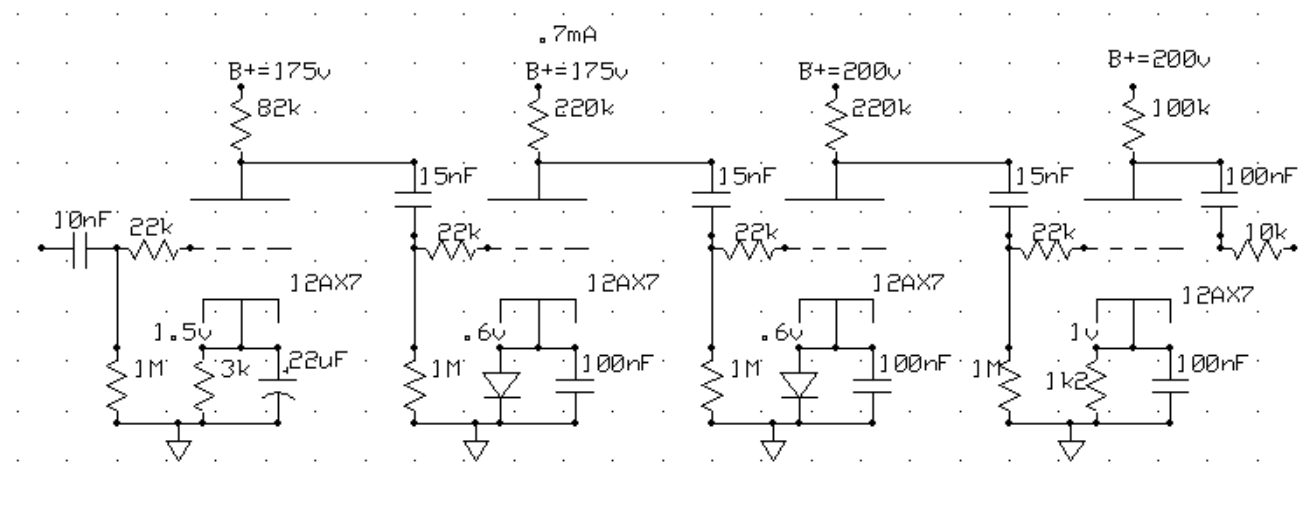 .7mA
B+=175v
B+=175v
B+=200v
B+=200v
82k
220k
220k
100k
15nF
15nF
15nF
100nF
10nF
22k
22k
22k
22k
10k
12AX7
12AX7
12AX7
12AX7
1.5v
.6v
.6v
1v
1M
3k
22uF
1M
100nF
1M
100nF
1M
1k2
100nF